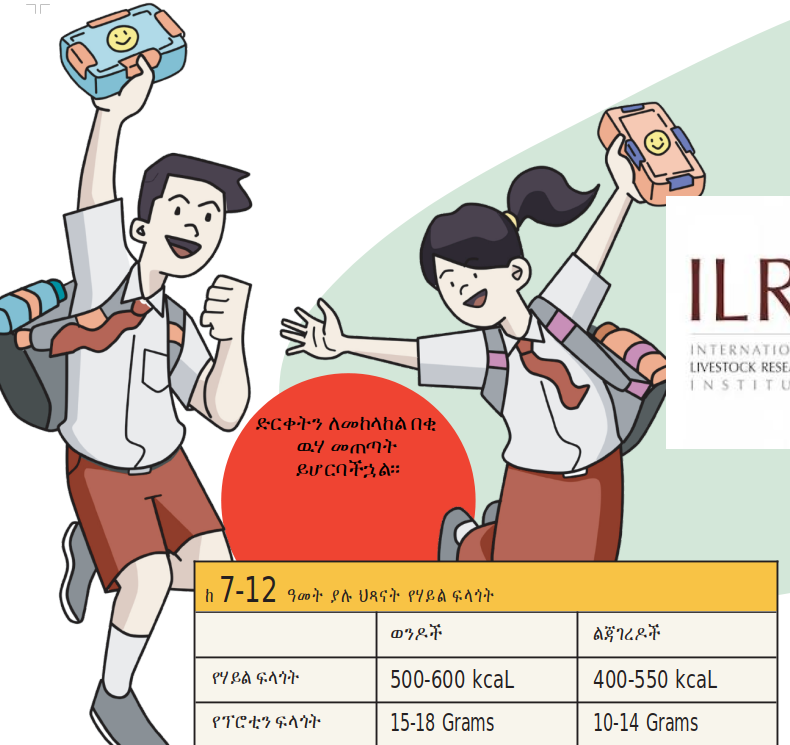 ድርቀትን ለመከላከል በቂ
ዉሃ መጠጣት
ይሆርባችኋል፡፡
ILR
INTERNATIO
LIVESTOCK RESEA
INSTITU
ከ 7-12 ዓመት ያሉ ህጻናት የሃይል ፍላጎት
ወንዶች ልጃገረዶች
የሃይል ፍላጎት 500-600 kcaL 400-550 kcaL
የፕሮቲን ፍላጎት 15-18 Grams 10-14 Grams